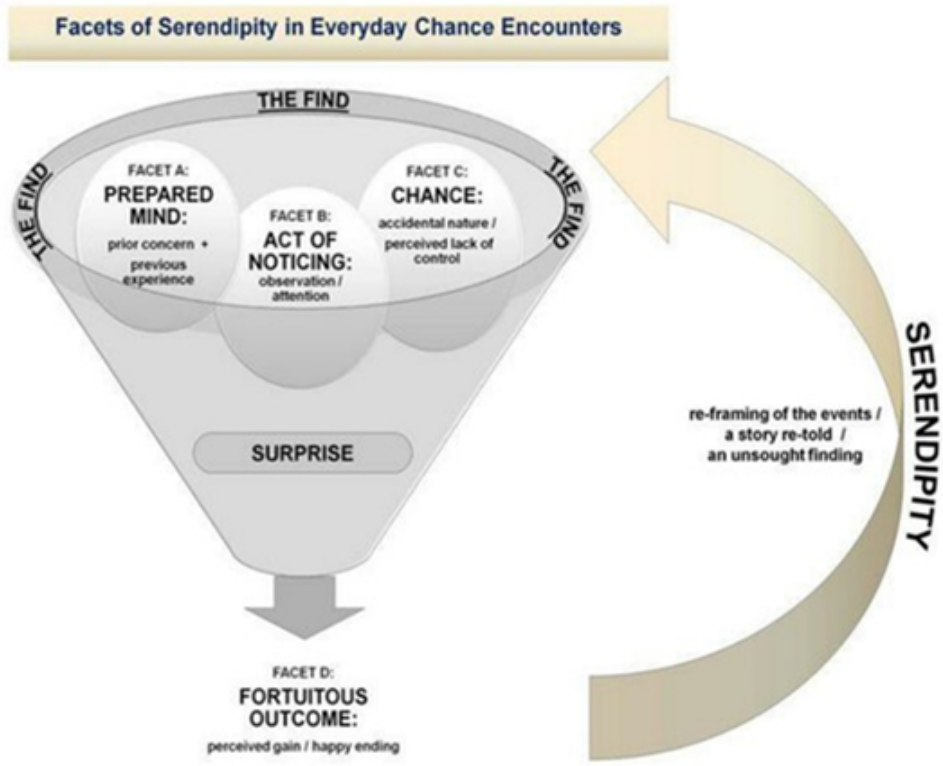 Facets of Serendipity in Everyday Chance Encounters
THE FIND
THE FIND
THE FIND
FACET A:
PREPARED
MIND:
prior concern +
previous
experience
FACET B:
ACT OF
NOTICING:
observation /
attention
FACET C:
CHANCE:
accidental nature /
perceived lack of
control
SURPRISE
FACET D:
FORTUITOUS
OUTCOME:
perceived gain / happy ending
re-framing of the events /
a story re-told /
an unsought finding
SERENDIPITY